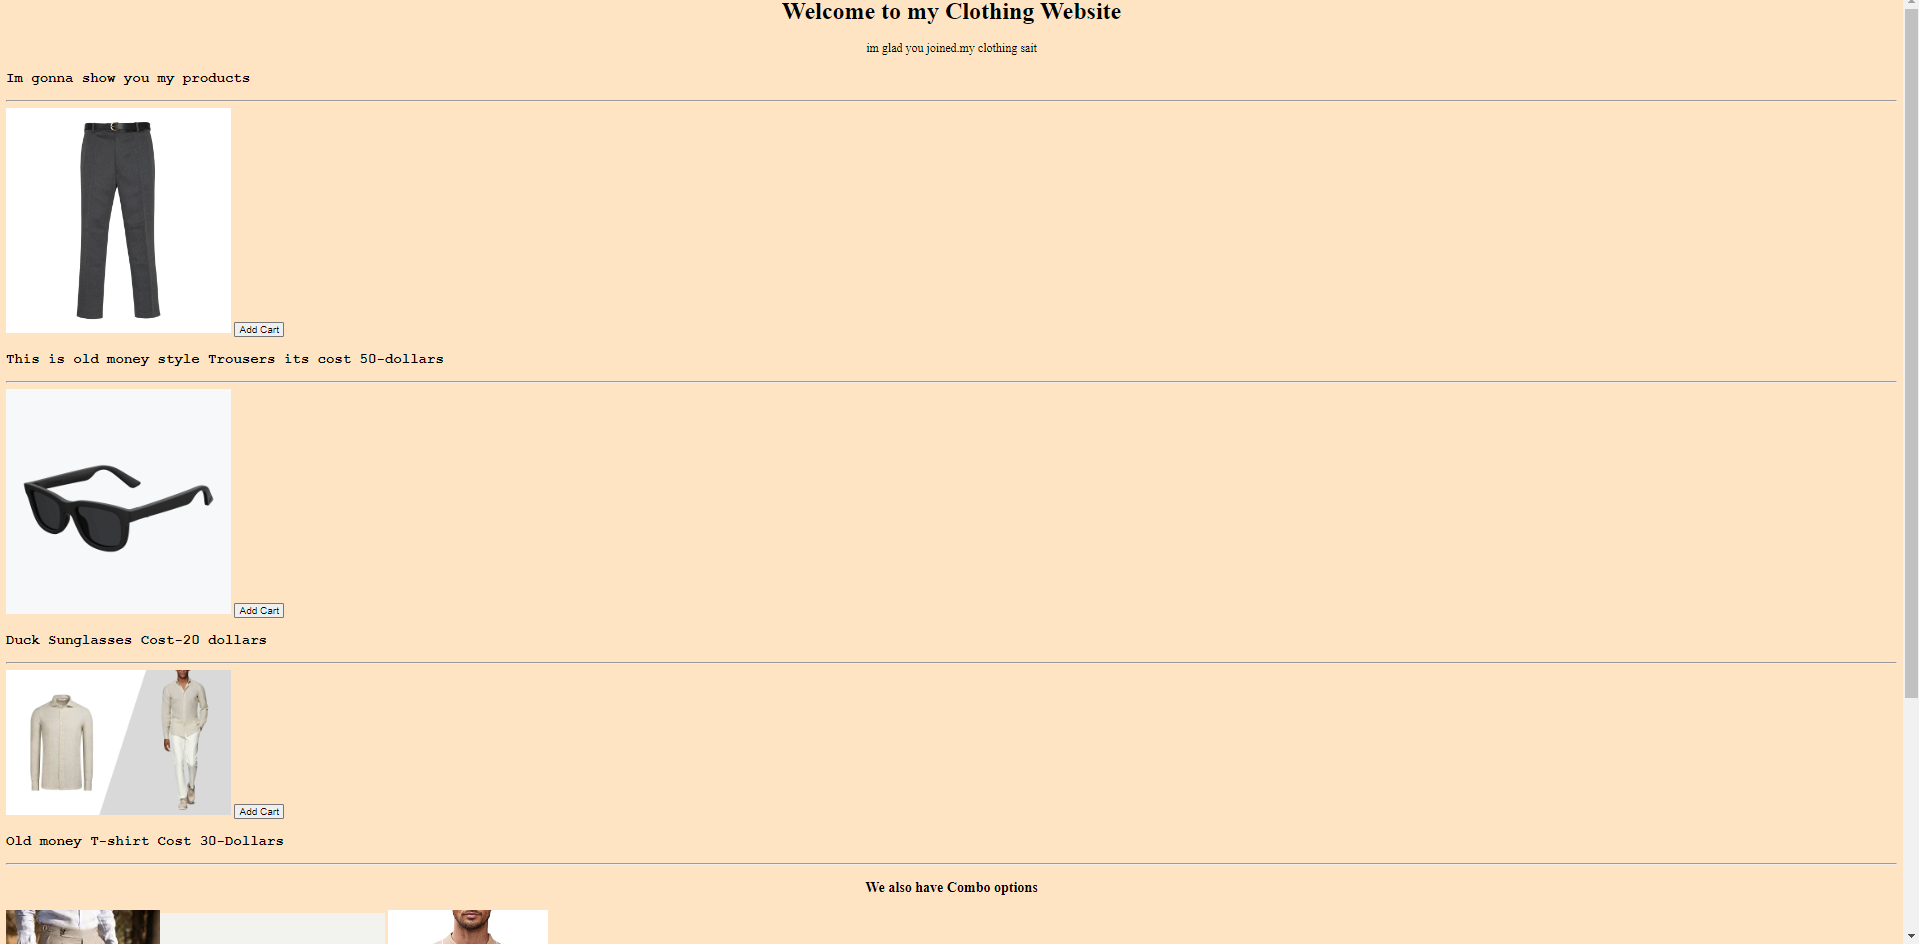 Welcome to my Clothing Website
im glad you joined.my clothing sait
Im gonna show you my products
Add Cart
This is old money style Trousers its cost 50-dollars
Add Cart
Duck Sunglasses Cost-20 dollars
Add Cart
Old money T-shirt Cost 30-Dollars
We also have Combo options